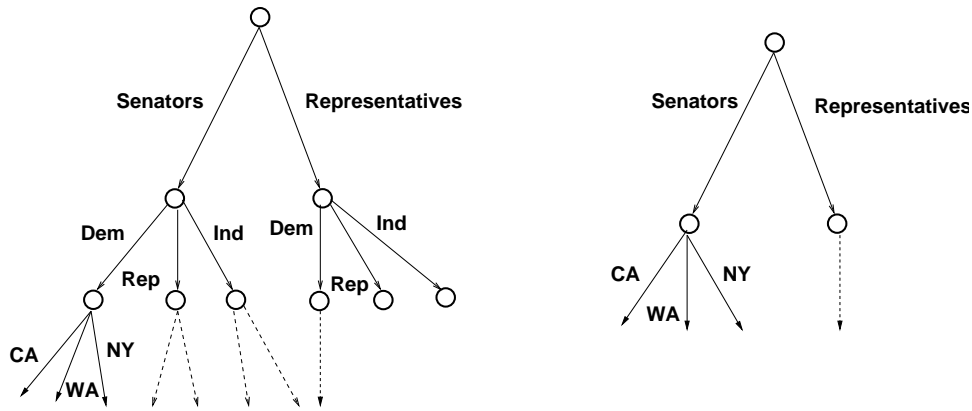 Senators
Representatives
Dem
Ind
Dem
Ind
Rep
Rep
CA
NY
WA
Senators
Representatives
CA
NY
WA